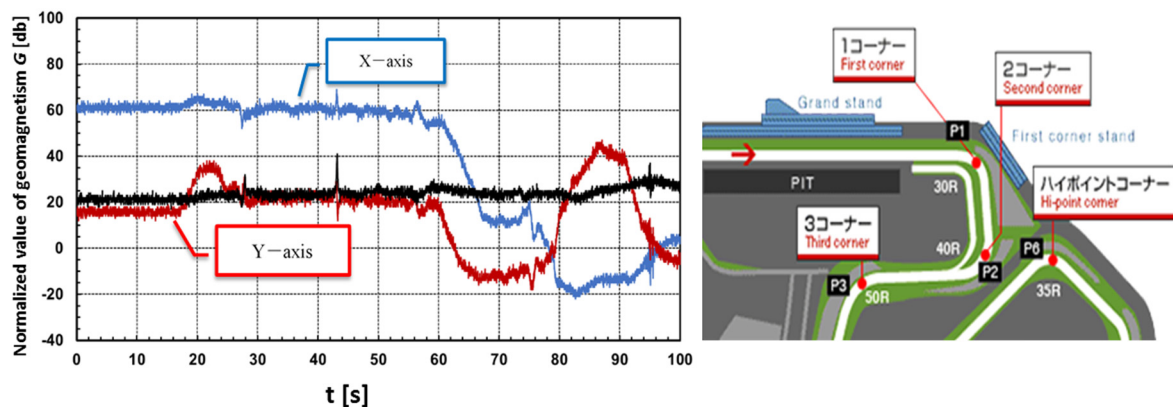 Normalized value of geomagnetism G [db]
100
80
60
40
20
0
-20
-40
0
10
20
30
40
50
60
70
80
90
100
t [s]
X－axis
Y－axis
1コーナー
First corner
2コーナー
Second corner
Grand stand
P1
First corner stand
PIT
30R
ハイポイントコーナー
Hi-point corner
3コーナー
Third corner
40R
P6
P2
P3
50R
35R